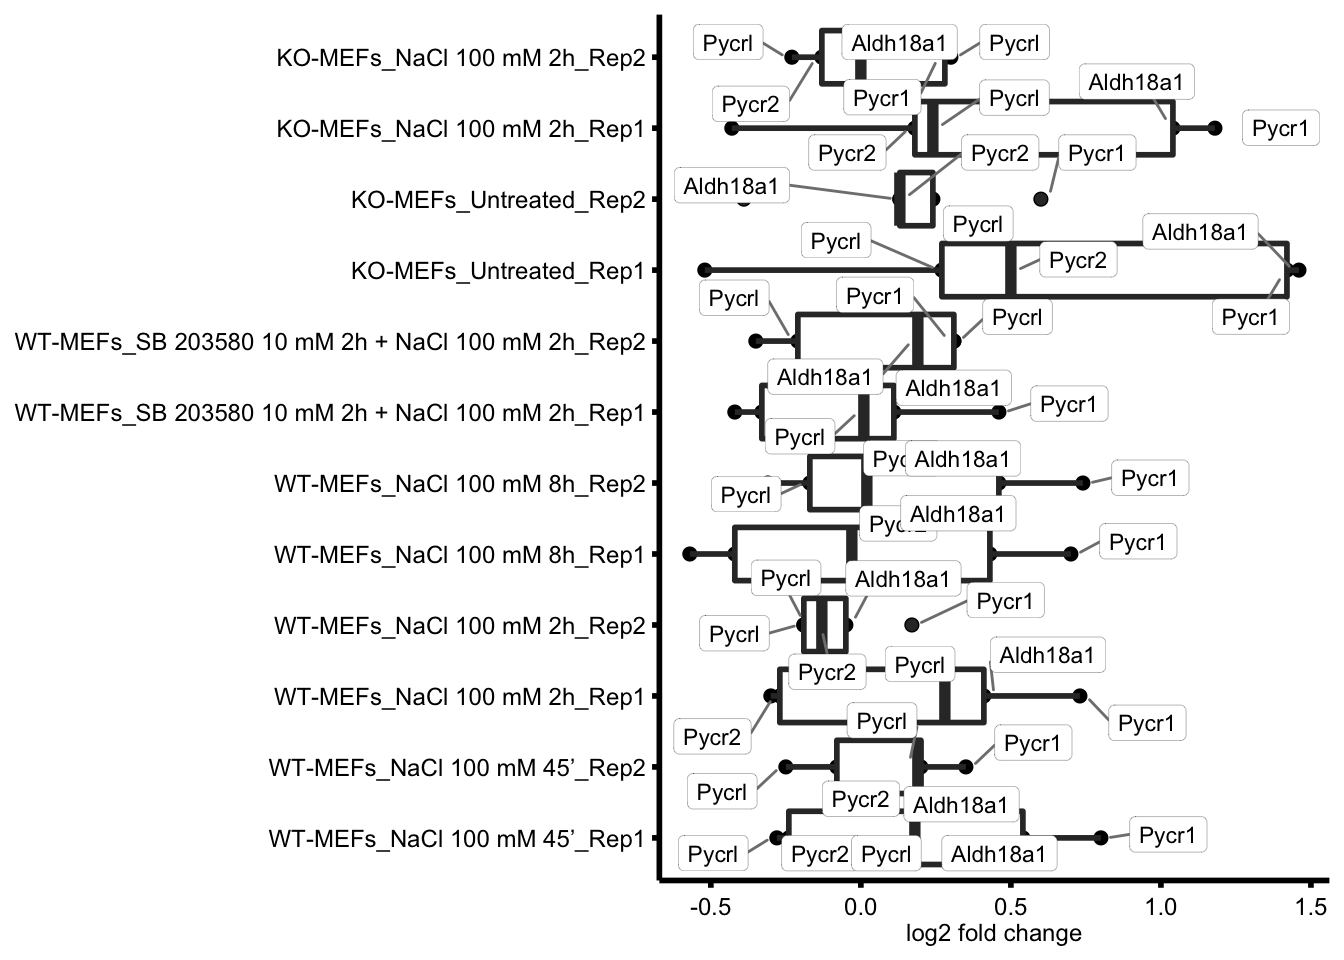 KO-MEFs_NaCl 100 mM 2h_Rep2
Pycrl
Aldh18a1
Pycrl
Pycr2
Pycr1
KO-MEFs_NaCl 100 mM 2h_Rep1
Pycr2
Pycrl
Aldh18a1
Pycr1
KO-MEFs_Untreated_Rep2
Aldh18a1
Pycr2
Pycr1
KO-MEFs_Untreated_Rep1
Pycrl
Pycrl
Pycr2
Aldh18a1
Pycr1
WT-MEFs_SB 203580 10 mM 2h + NaCl 100 mM 2h_Rep2
Pycrl
Pycr1
Pycrl
Aldh18a1
WT-MEFs_SB 203580 10 mM 2h + NaCl 100 mM 2h_Rep1
Pycrl
Aldh18a1
Pycr1
WT-MEFs_NaCl 100 mM 8h_Rep2
Pycrl
Aldh18a1
Pycr1
WT-MEFs_NaCl 100 mM 8h_Rep1
Aldh18a1
Pycr1
WT-MEFs_NaCl 100 mM 2h_Rep2
Pycrl
Pycrl
Aldh18a1
Pycr1
Pycr2
WT-MEFs_NaCl 100 mM 2h_Rep1
Pycr2
Pycrl
Aldh18a1
Pycr1
WT-MEFs_NaCl 100 mM 45’_Rep2
Pycrl
Pycrl
Pycr1
Pycr2
Aldh18a1
WT-MEFs_NaCl 100 mM 45’_Rep1
Pycrl
Pycr2
Pycrl
Aldh18a1
Pycr1
-0.5 0.0 0.5 1.0 1.5
log2 fold change